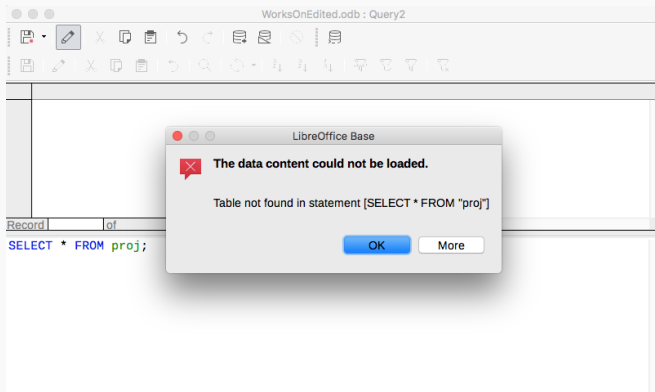 WorksOnEdited.odb : Query2
LibreOffice Base
The data content could not be loaded.
Table not found in statement [SELECT * FROM "proj"]
OK
More
Record
of
SELECT * FROM proj;